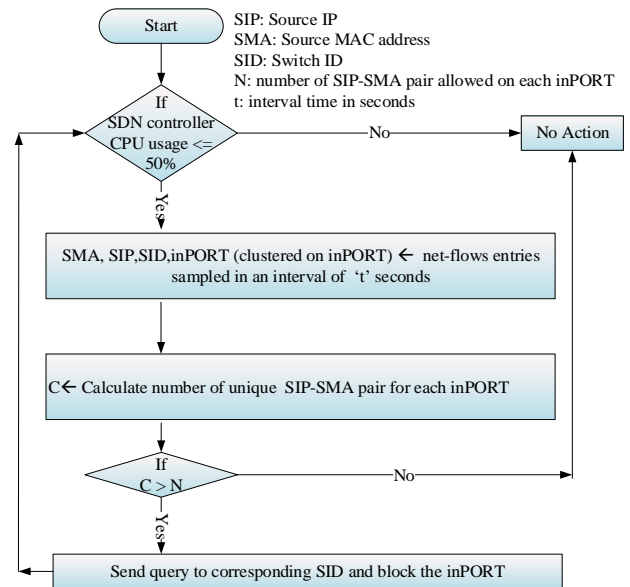 Start
SIP: Source IP
SMA: Source MAC address
SID: Switch ID
N: number of SIP-SMA pair allowed on each inPORT
t: interval time in seconds
If
SDN controller
CPU usage <=
50%
No
No Action
Yes
SMA, SIP,SID,inPORT (clustered on inPORT) ← net-flows entries
sampled in an interval of ‘t’ seconds
C← Calculate number of unique SIP-SMA pair for each inPORT
If
C > N
No
Yes
Send query to corresponding SID and block the inPORT